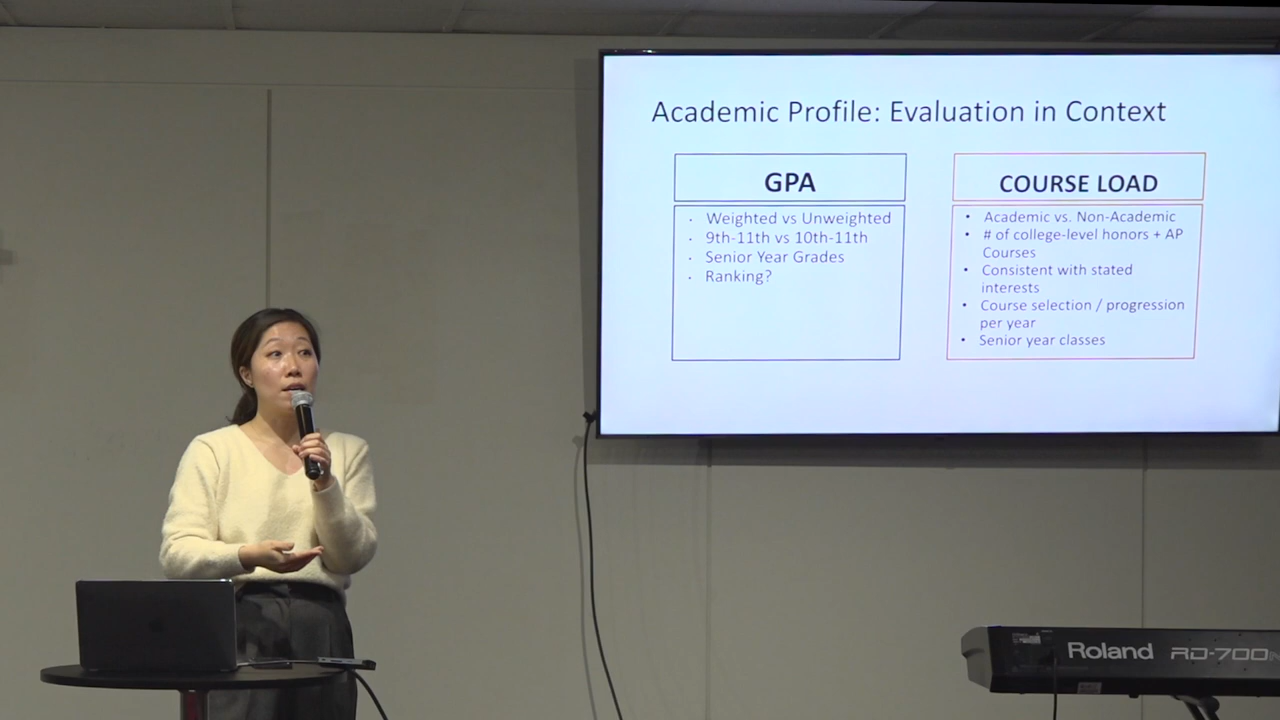 Academic Profile: Evaluation in Context
GPA
· Weighted vs Unweighted
· 9th-11th vs 10th-11th
· Senior Year Grades
· Ranking?
COURSE LOAD
• Academic vs. Non-Academic
• # of college-level honors + AP
Courses
• Consistent with stated
interests
• Course selection / progression
per year
• Senior year classes
Roland RD-700